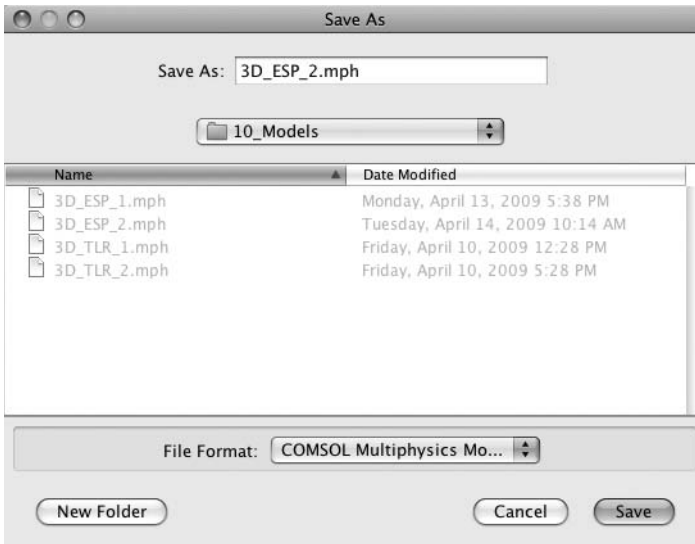 Save As
Save As: 3D_ESP_2.mph
10_Models
Name Date Modified
3D_ESP_1.mph Monday, April 13, 2009 5:38 PM
3D_ESP_2.mph Tuesday, April 14, 2009 10:14 AM
3D_TLR_1.mph Friday, April 10, 2009 12:28 PM
3D_TLR_2.mph Friday, April 10, 2009 5:28 PM
File Format: COMSOL Multiphysics Mo...
New Folder Cancel Save